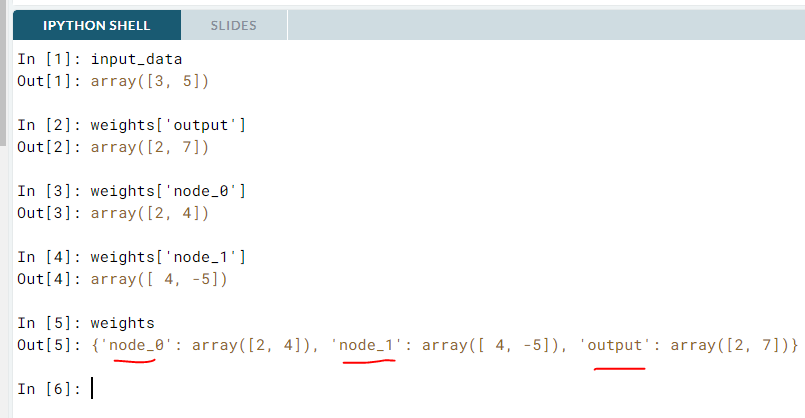 IPYTHON SHELL SLIDES
In [1]: input_data
Out[1]: array([3, 5])
In [2]: weights['output']
Out[2]: array([2, 7])
In [3]: weights['node_0']
Out[3]: array([2, 4])
In [4]: weights['node_1']
Out[4]: array([ 4, -5])
In [5]: weights
Out[5]: {'node_0': array([2, 4]), 'node_1': array([ 4, -5]), 'output': array([2, 7])}
In [6]: